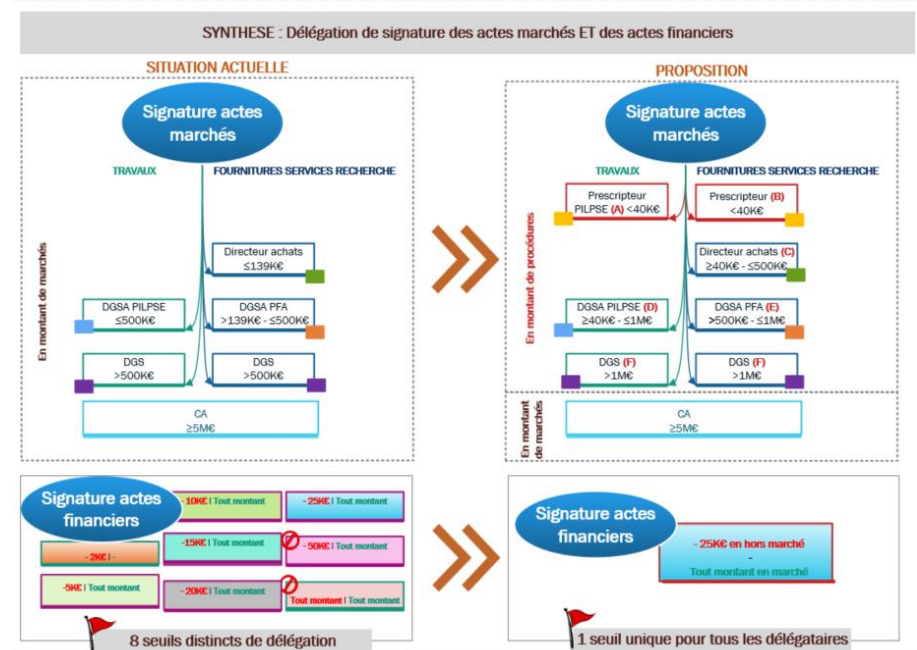 SYNTHESE : Délégation de signature des actes marchés ET des actes financiers
SITUATION ACTUELLE
Signature actes
marchés
TRAVAUX
FOURNITURES SERVICES RECHERCHE
En montant de marchés
Directeur achats
≤139K€
DGSA PILPSE
≤500K€
DGSA PFA
>139K€ - ≤500K€
DGS
>500K€
DGS
>500K€
CA
≥5M€
PROPOSITION
Signature actes
marchés
TRAVAUX
FOURNITURES SERVICES RECHERCHE
En montant de procédures
Prescripteur
PILPSE (A) <40K€
Prescripteur (B)
<40K€
Directeur achats (C)
≥40K€ - ≤500K€
DGSA PILPSE (D)
≥40K€ - ≤1M€
DGSA PFA (E)
>500K€ - ≤1M€
DGS (F)
>1M€
DGS (F)
>1M€
En montant
de marchés
CA
≥5M€
Signature actes
financiers
- 10K€ I Tout montant
- 25K€ I Tout montant
- 2K€ I -
-15K€ I Tout montant
- 50K€ I Tout montant
-5K€ I Tout montant
- 20K€ I Tout montant
Tout montant I Tout montant
8 seuils distincts de délégation
Signature actes
financiers
- 25K€ en hors marché
-
Tout montant en marché
1 seuil unique pour tous les délégataires